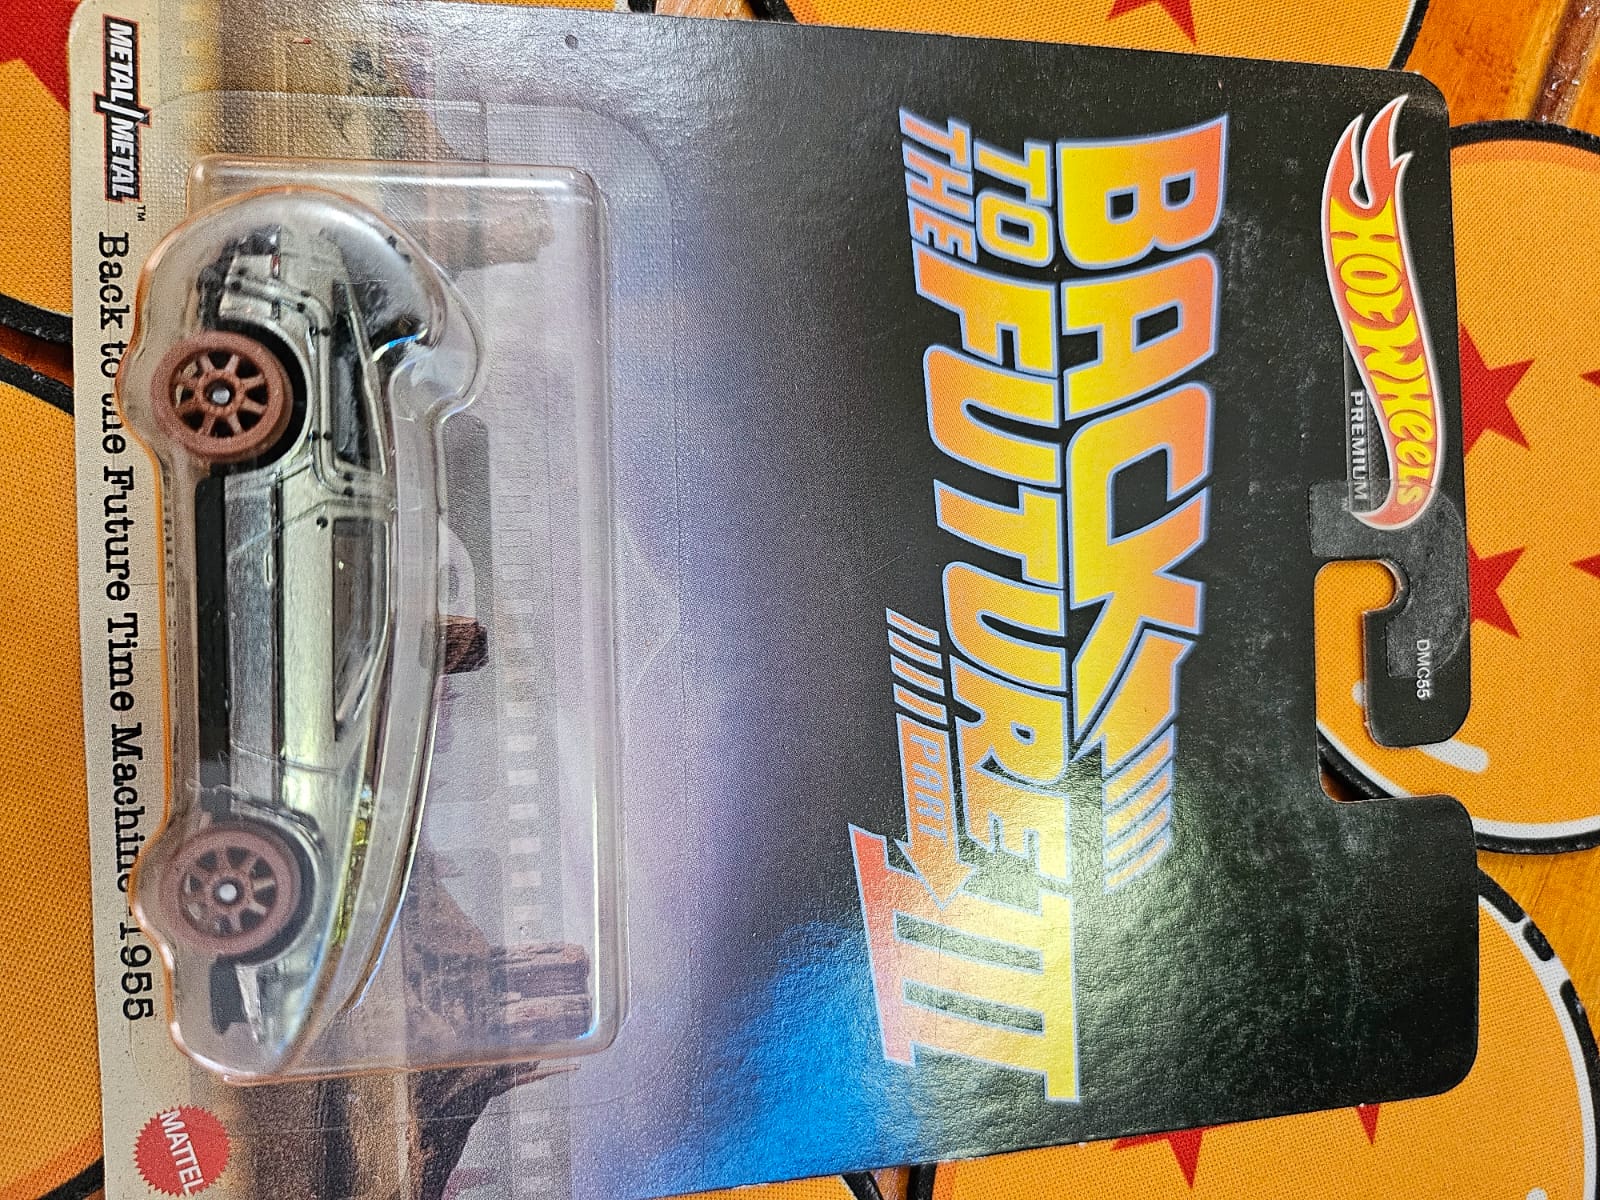 Hot Wheels
PREMIUM
DMC55
BACK
TO
THE FUTURE
PART III
METAL/METAL™
Back to the Future Time Machine 1955
MATTEL